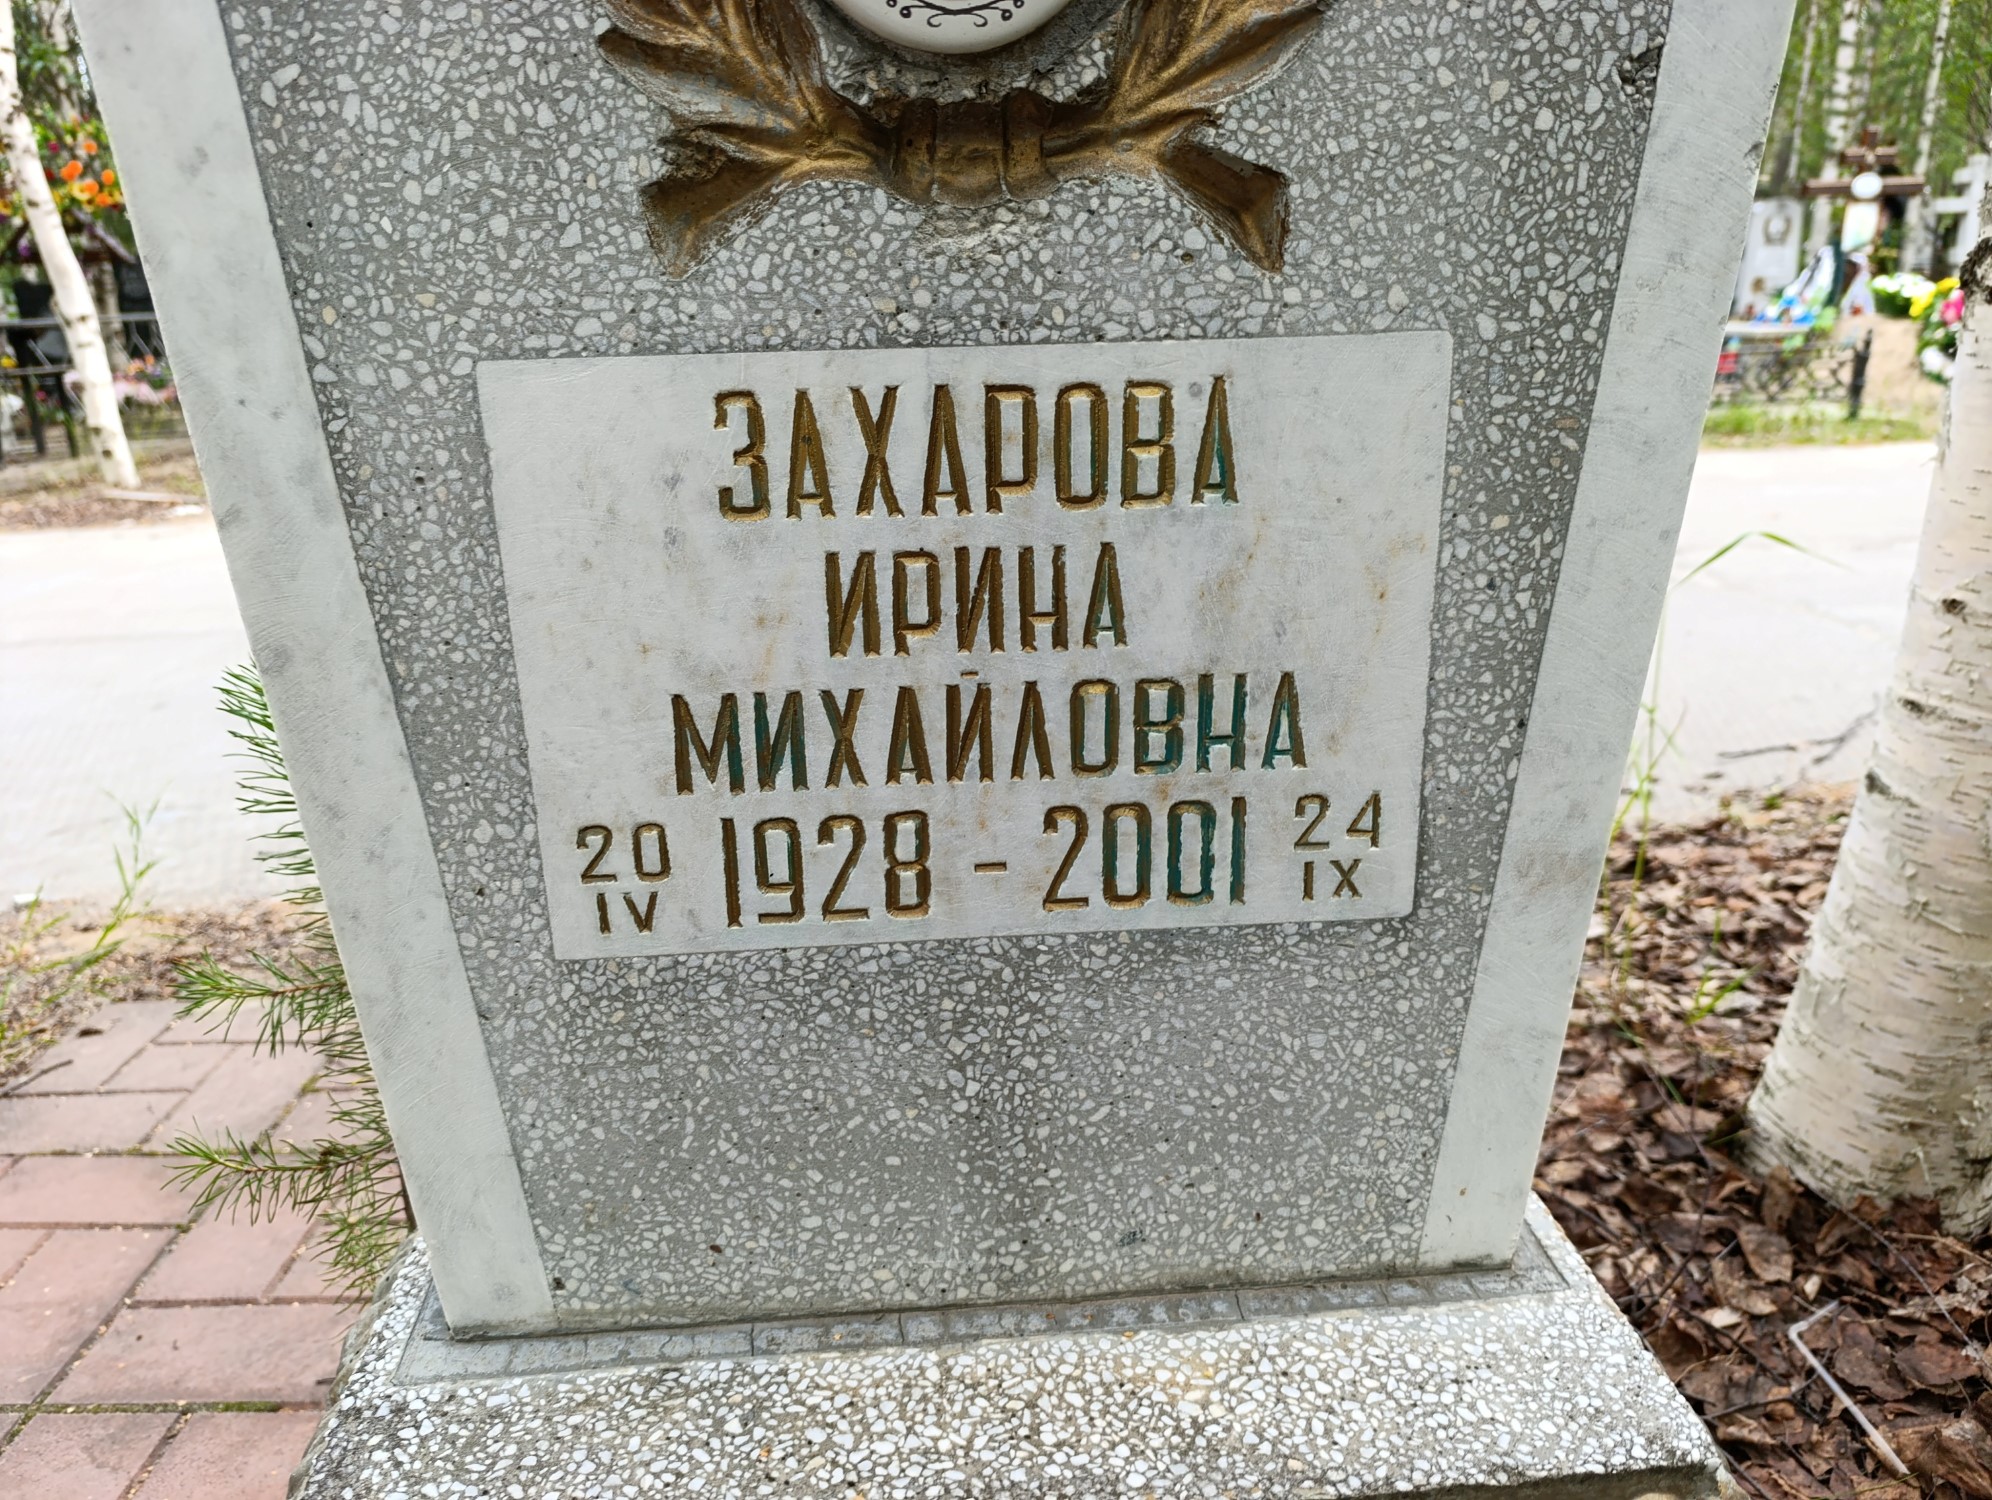 ЗАХАРОВА
ИРИНА
МИХАЙЛОВНА
20 IV 1928 - 2001 24 IX